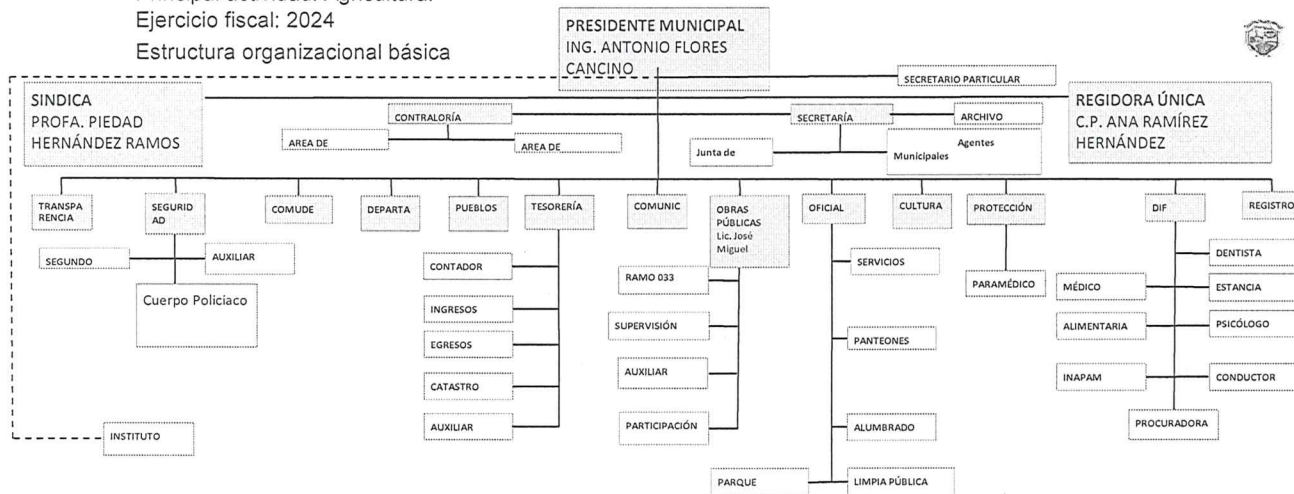 Principal actividad: Agricultura.
Ejercicio fiscal: 2024
Estructura organizacional básica
PRESIDENTE MUNICIPAL
ING. ANTONIO FLORES
CANCINO
SECRETARIO PARTICULAR
SINDICA
PROFA. PIEDAD
HERNÁNDEZ RAMOS
REGIDORA ÚNICA
C.P. ANA RAMÍREZ
HERNÁNDEZ
CONTRALORÍA
SECRETARÍA
ARCHIVO
AREA DE
AREA DE
Junta de
Agentes
Municipales
TRANSPA
RENCIA
SEGURID
AD
COMUDE
DEPARTA
PUEBLOS
TESORERÍA
COMUNIC
OBRAS
PÚBLICAS
Lic. José
Miguel
OFICIAL
CULTURA
PROTECCIÓN
DIF
REGISTRO
SEGUNDO
AUXILIAR
Cuerpo Policiaco
CONTADOR
INGRESOS
EGRESOS
CATASTRO
AUXILIAR
RAMO 033
SUPERVISIÓN
AUXILIAR
PARTICIPACIÓN
SERVICIOS
PANTEONES
ALUMBRADO
PARQUE
LIMPIA PÚBLICA
PARAMÉDICO
DENTISTA
MÉDICO
ESTANCIA
ALIMENTARIA
PSICÓLOGO
INAPAM
CONDUCTOR
PROCURADORA
INSTITUTO